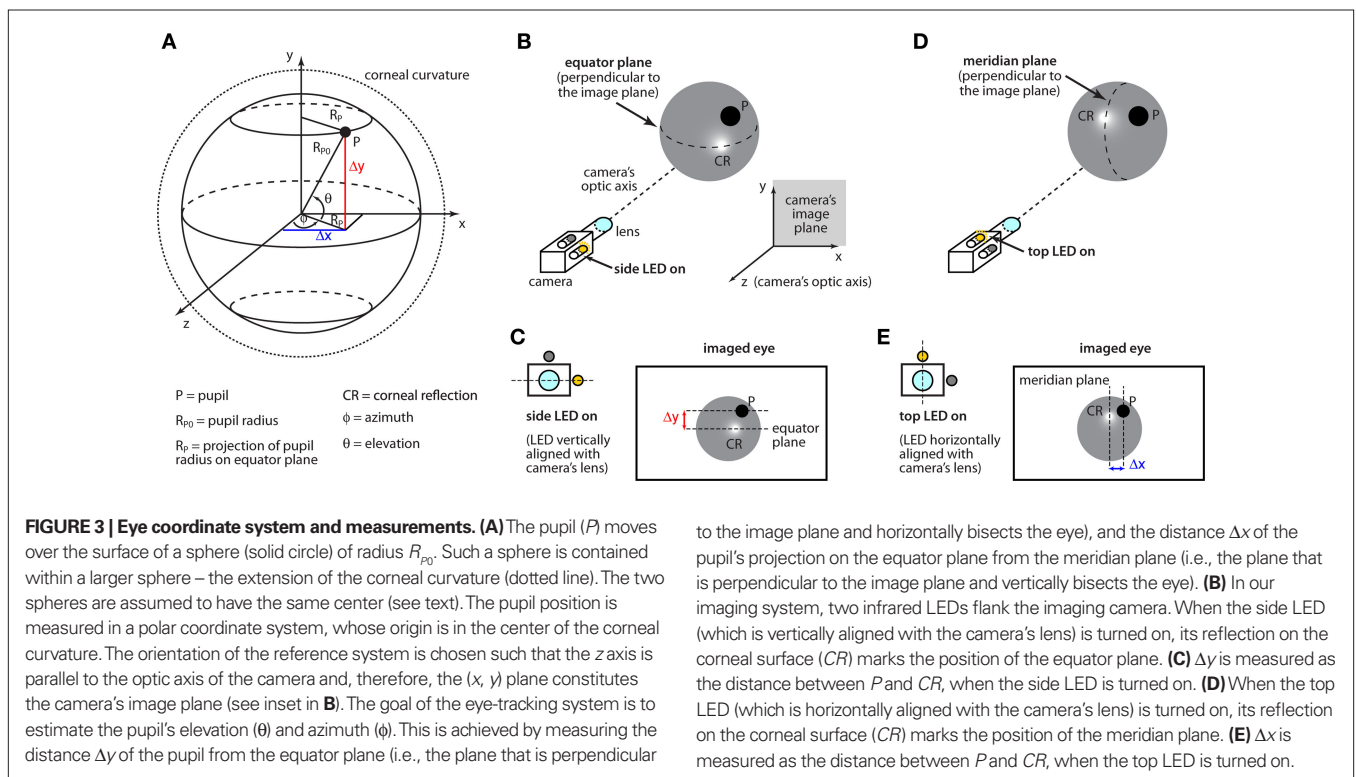 A
y
corneal curvature
R_P
P
R_P0
Δy
θ
ϕ
R_P
x
Δx
z
P = pupil
R_P0 = pupil radius
R_P = projection of pupil
radius on equator plane
CR = corneal reflection
ϕ = azimuth
θ = elevation
B
equator plane
(perpendicular to
the image plane)
P
CR
camera's
optic axis
lens
side LED on
camera
y
camera's
image
plane
x
z (camera's optic axis)
D
meridian plane
(perpendicular to
the image plane)
CR
P
top LED on
C
imaged eye
side LED on
(LED vertically
aligned with
camera's lens)
Δy
P
CR
equator
plane
E
imaged eye
top LED on
(LED horizontally
aligned with
camera's lens)
meridian plane
CR
P
Δx
FIGURE 3 | Eye coordinate system and measurements. (A) The pupil (P) moves
over the surface of a sphere (solid circle) of radius R_P0. Such a sphere is contained
within a larger sphere – the extension of the corneal curvature (dotted line). The two
spheres are assumed to have the same center (see text). The pupil position is
measured in a polar coordinate system, whose origin is in the center of the corneal
curvature. The orientation of the reference system is chosen such that the z axis is
parallel to the optic axis of the camera and, therefore, the (x, y) plane constitutes
the camera's image plane (see inset in B). The goal of the eye-tracking system is to
estimate the pupil's elevation (θ) and azimuth (ϕ). This is achieved by measuring the
distance Δy of the pupil from the equator plane (i.e., the plane that is perpendicular
to the image plane and horizontally bisects the eye), and the distance Δx of the
pupil's projection on the equator plane from the meridian plane (i.e., the plane that
is perpendicular to the image plane and vertically bisects the eye). (B) In our
imaging system, two infrared LEDs flank the imaging camera. When the side LED
(which is vertically aligned with the camera's lens) is turned on, its reflection on the
corneal surface (CR) marks the position of the equator plane. (C) Δy is measured as
the distance between P and CR, when the side LED is turned on. (D) When the top
LED (which is horizontally aligned with the camera's lens) is turned on, its reflection
on the corneal surface (CR) marks the position of the meridian plane. (E) Δx is
measured as the distance between P and CR, when the top LED is turned on.